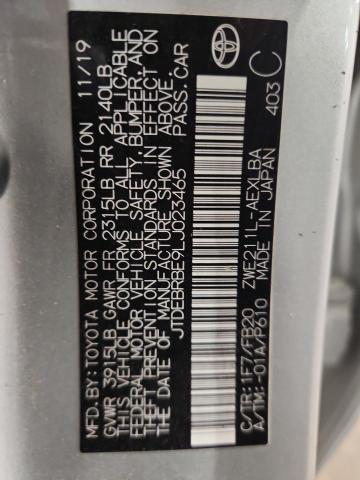 MFD.BY:TOYOTA MOTOR CORPORATION 11/19
GVWR 3915LB GAWR FR 2315LB RR 2140LB
THIS VEHICLE CONFORMS TO ALL APPLICABLE
FEDERAL MOTOR VEHICLE SAFETY, BUMPER, AND
THEFT PREVENTION STANDARDS IN EFFECT ON
THE DATE OF MANUFACTURE SHOWN ABOVE.
JTDEBRBE9LJ023465 PASS.CAR
C/TR: 1F7/FB20 ZWE211L-AEXLBA
A/TM: -01A/P610 MADE IN JAPAN 403 C